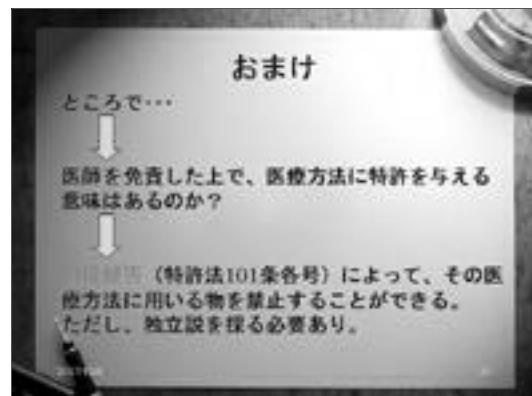 おまけ
ところで・・・
医師を免責した上で、医療方法に特許を与える
意味はあるのか？
（特許法101条各号）によって、その医
療方法に用いる物を禁止することができる。
ただし、独立説を採る必要あり。